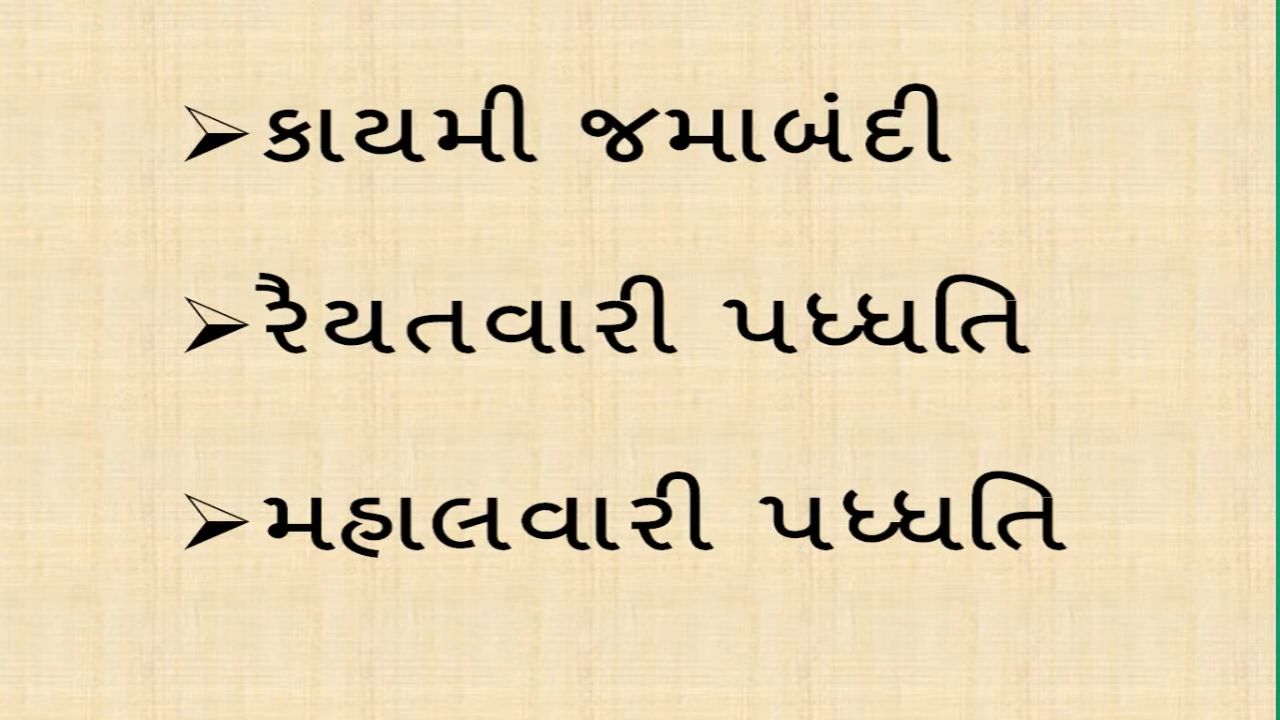 ➢કાયમી જમાબંદી
➢રૈયતવારી પધ્ધતિ
➢મહાલવારી પધ્ધતિ